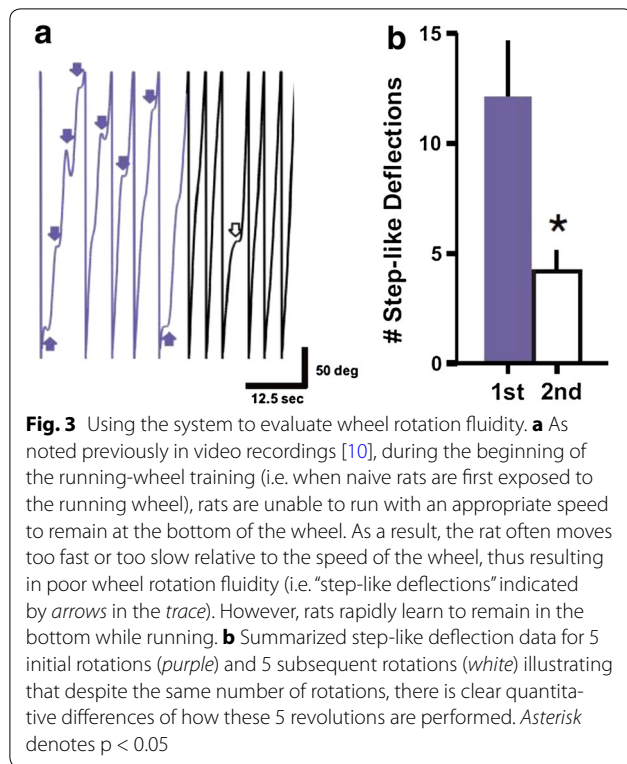 a
b
# Step-like Deflections
15
10
5
0
*
1st 2nd
50 deg
12.5 sec
Fig. 3 Using the system to evaluate wheel rotation fluidity. a As
noted previously in video recordings [10], during the beginning of
the running-wheel training (i.e. when naive rats are first exposed to
the running wheel), rats are unable to run with an appropriate speed
to remain at the bottom of the wheel. As a result, the rat often moves
too fast or too slow relative to the speed of the wheel, thus resulting
in poor wheel rotation fluidity (i.e. “step-like deflections” indicated
by arrows in the trace). However, rats rapidly learn to remain in the
bottom while running. b Summarized step-like deflection data for 5
initial rotations (purple) and 5 subsequent rotations (white) illustrating
that despite the same number of rotations, there is clear quantita-
tive differences of how these 5 revolutions are performed. Asterisk
denotes p < 0.05